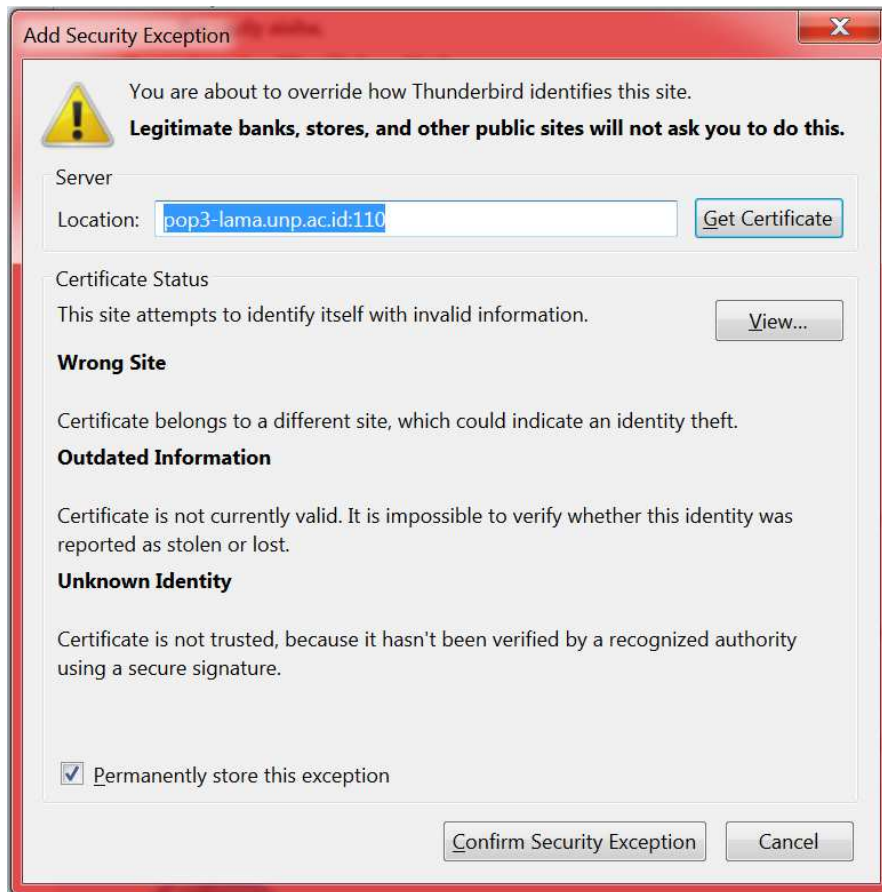 Add Security Exception
You are about to override how Thunderbird identifies this site.
Legitimate banks, stores, and other public sites will not ask you to do this.
Server
Location: pop3-lama.unp.ac.id:110 Get Certificate
Certificate Status
This site attempts to identify itself with invalid information.
View...
Wrong Site
Certificate belongs to a different site, which could indicate an identity theft.
Outdated Information
Certificate is not currently valid. It is impossible to verify whether this identity was
reported as stolen or lost.
Unknown Identity
Certificate is not trusted, because it hasn't been verified by a recognized authority
using a secure signature.
Permanently store this exception
Confirm Security Exception Cancel